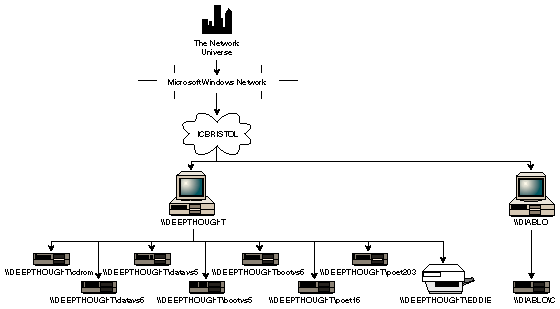 The Network
Universe
Microsoft Windows Network
ICBRISTOL
\\DEEPTHOUGHT
\\DIABLO
\\DEEPTHOUGHT\cdrom
\\DEEPTHOUGHT\datavs5
\\DEEPTHOUGHT\bootvs6
\\DEEPTHOUGHT\poet203
\\DEEPTHOUGHT\datavs6
\\DEEPTHOUGHT\bootvs5
\\DEEPTHOUGHT\poet16
\\DEEPTHOUGHT\EDDIE
\\DIABLO\C